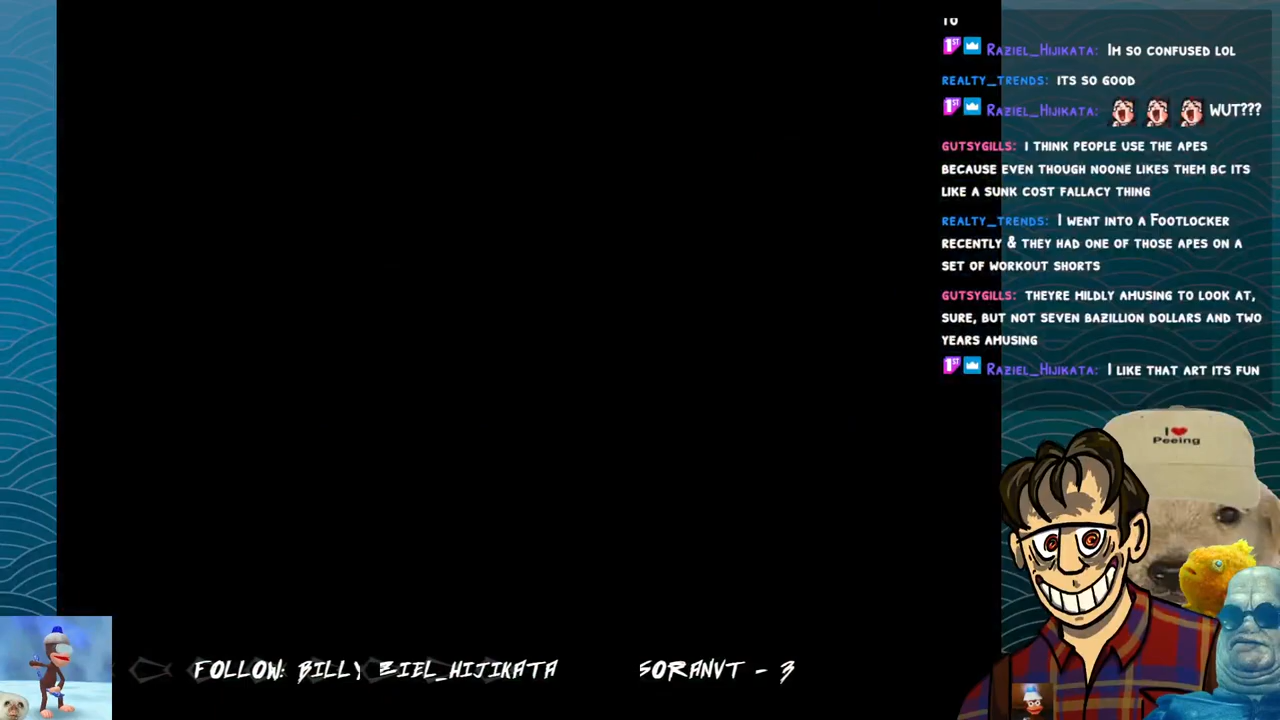 Raziel_Hijikata: Im so confused lol
realty_trends: its so good
Raziel_Hijikata: WUT???
gutsygills: i think people use the apes
because even though noone likes them bc its
like a sunk cost fallacy thing
realty_trends: I went into a Footlocker
recently & they had one of those apes on a
set of workout shorts
gutsygills: theyre mildly amusing to look at,
sure, but not seven bazillion dollars and two
years amusing
Raziel_Hijikata: I like that art its fun
I ❤ Peeing
FOLLOW: BILLY ZIEL_HIJIKATA SORANVT - 3